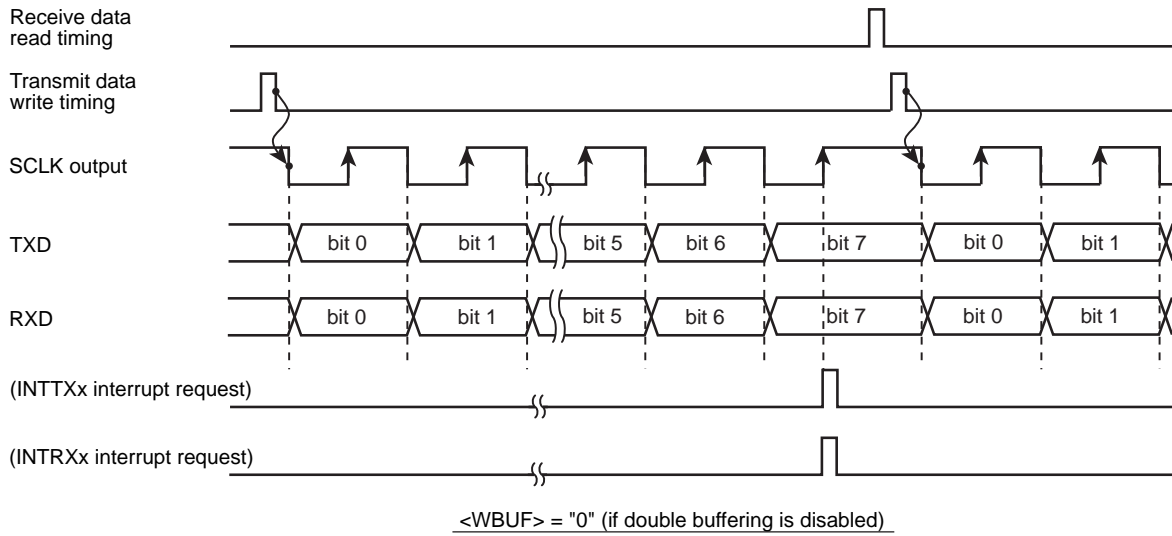 Receive data
read timing
Transmit data
write timing
SCLK output
TXD
bit 0 bit 1 bit 5 bit 6 bit 7 bit 0 bit 1
RXD
bit 0 bit 1 bit 5 bit 6 bit 7 bit 0 bit 1
(INTTXx interrupt request)
(INTRXx interrupt request)
<WBUF> = "0" (if double buffering is disabled)